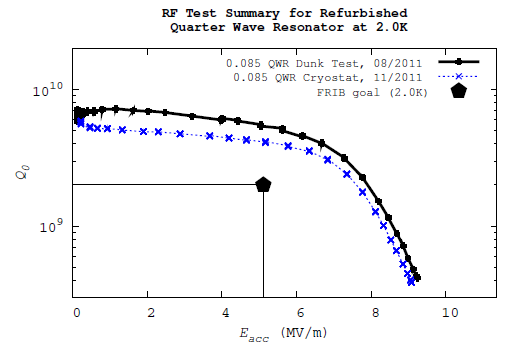 RF Test Summary for Refurbished
Quarter Wave Resonator at 2.0K
0.085 QWR Dunk Test, 08/2011
0.085 QWR Cryostat, 11/2011
FRIB goal (2.0K)
10^10
10^9
Q_0
0 2 4 6 8 10
E_acc (MV/m)